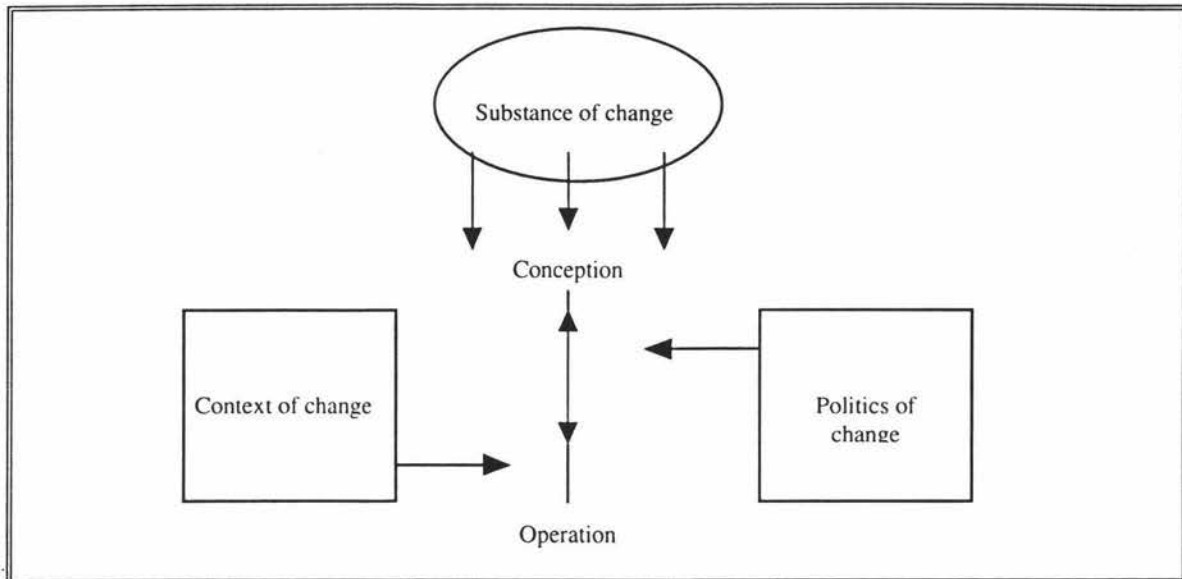 Substance of change
Conception
Context of change
Politics of
change
Operation